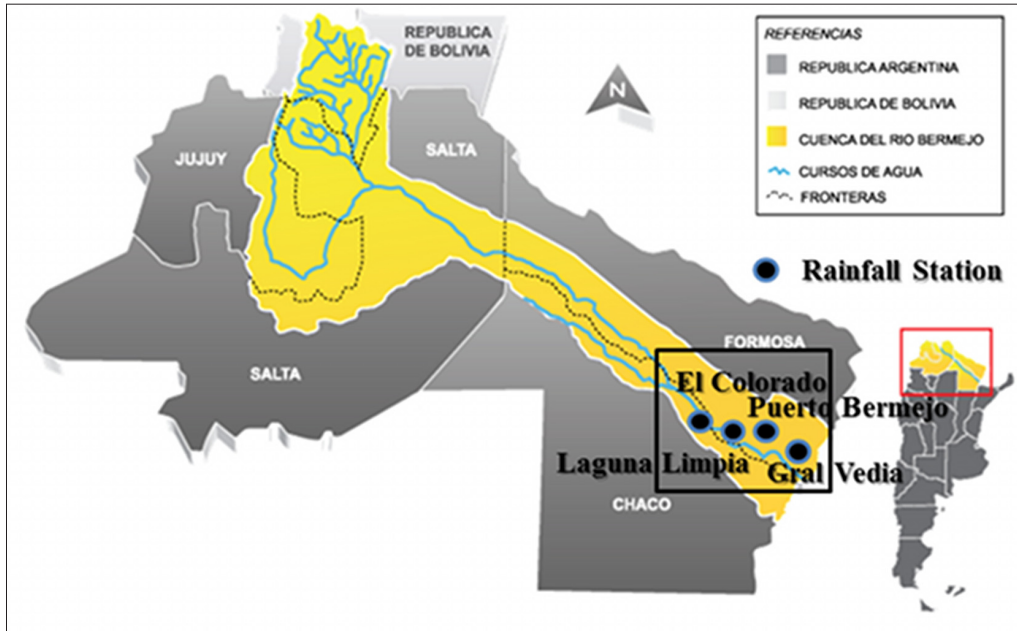 REPUBLICA
DE BOLIVIA
REFERENCIAS
REPUBLICA ARGENTINA
REPUBLICA DE BOLIVIA
CUENCA DEL RIO BERMEJO
CURSOS DE AGUA
FRONTERAS
N
JUJUY
SALTA
Rainfall Station
FORMOSA
SALTA
El Colorado
Puerto Bermejo
Laguna Limpia
Gral Vedia
CHACO